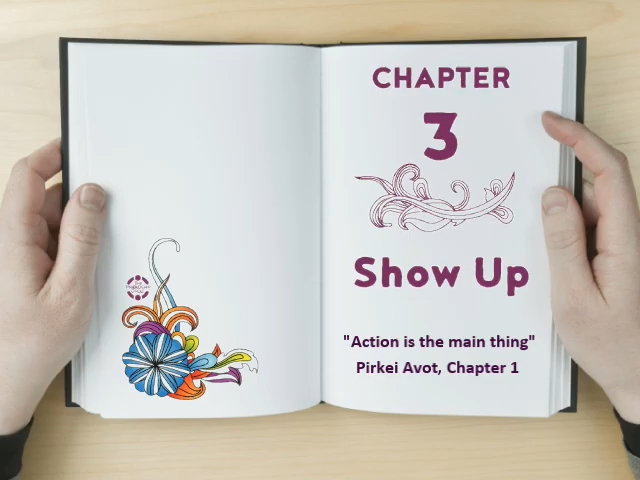 CHAPTER
3
Show Up
"Action is the main thing"
Pirkei Avot, Chapter 1